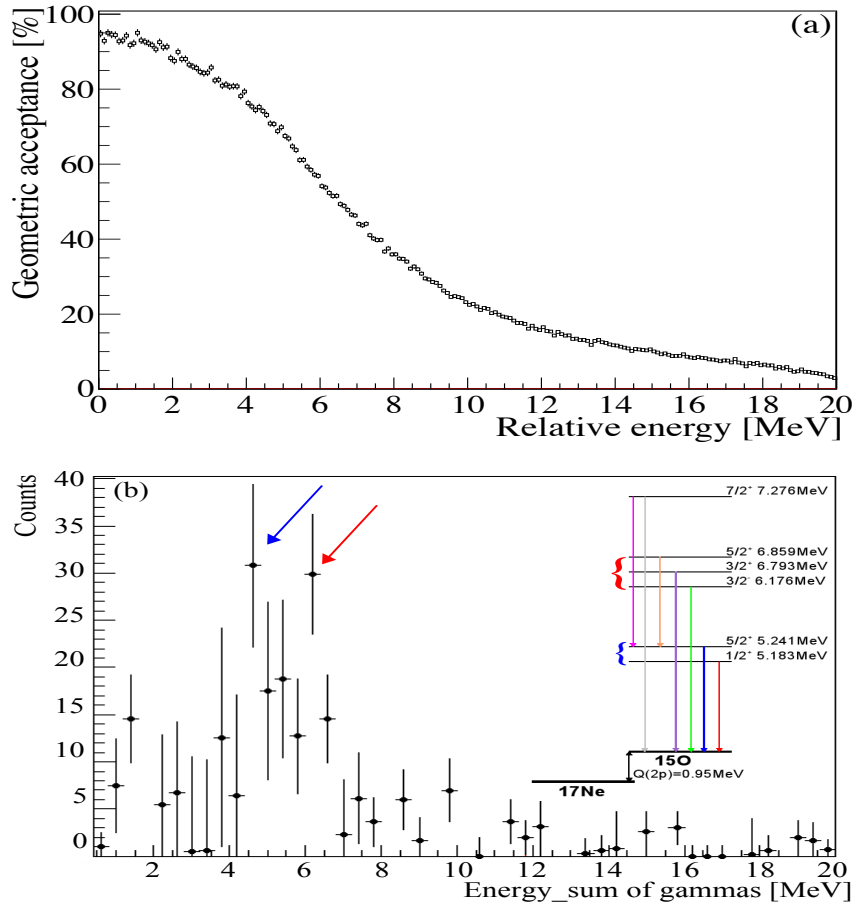 (a)
Geometric acceptance [%]
100
80
60
40
20
0
0 2 4 6 8 10 12 14 16 18 20
Relative energy [MeV]
(b)
Counts
40
35
30
25
20
15
10
5
0
2 4 6 8 10 12 14 16 18 20
Energy_sum of gammas [MeV]
7/2⁺ 7.276MeV
5/2⁺ 6.859MeV
3/2⁺ 6.793MeV
3/2⁻ 6.176MeV
5/2⁺ 5.241MeV
1/2⁺ 5.183MeV
15O
Q(2p)=0.95MeV
17Ne